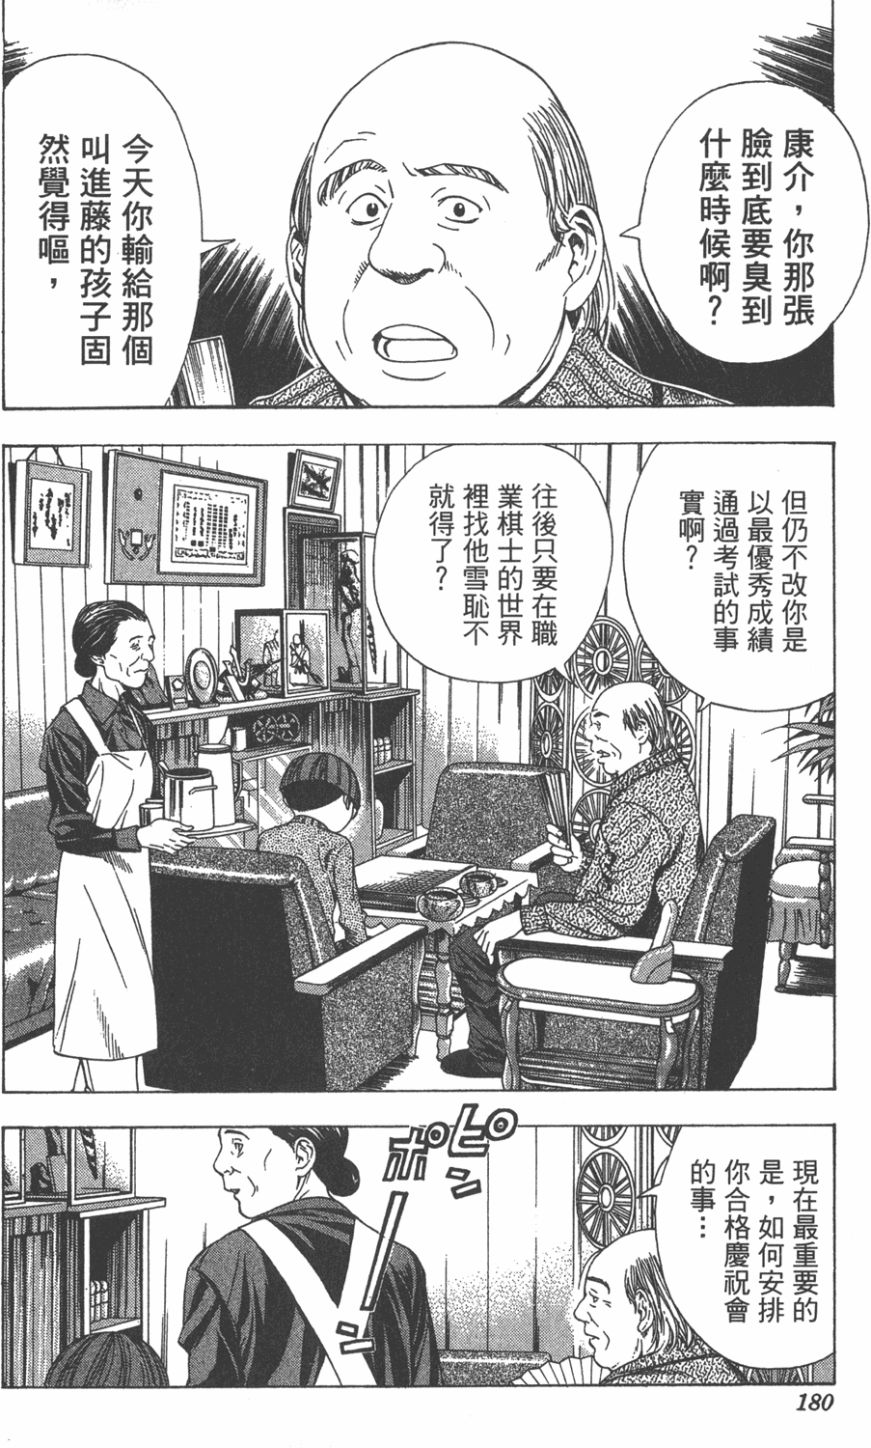 康介，你那張
臉到底要臭到
什麼時候啊？
今天你輸給那個
叫進藤的孩子固
然覺得嘔，
但仍不改你是
以最優秀成績
通過考試的事
實啊？
往後只要在職
業棋士的世界
裡找他雪恥不
就得了？
現在最重要的
是，如何安排
你合格慶祝會
的事…
ピンポーン
180